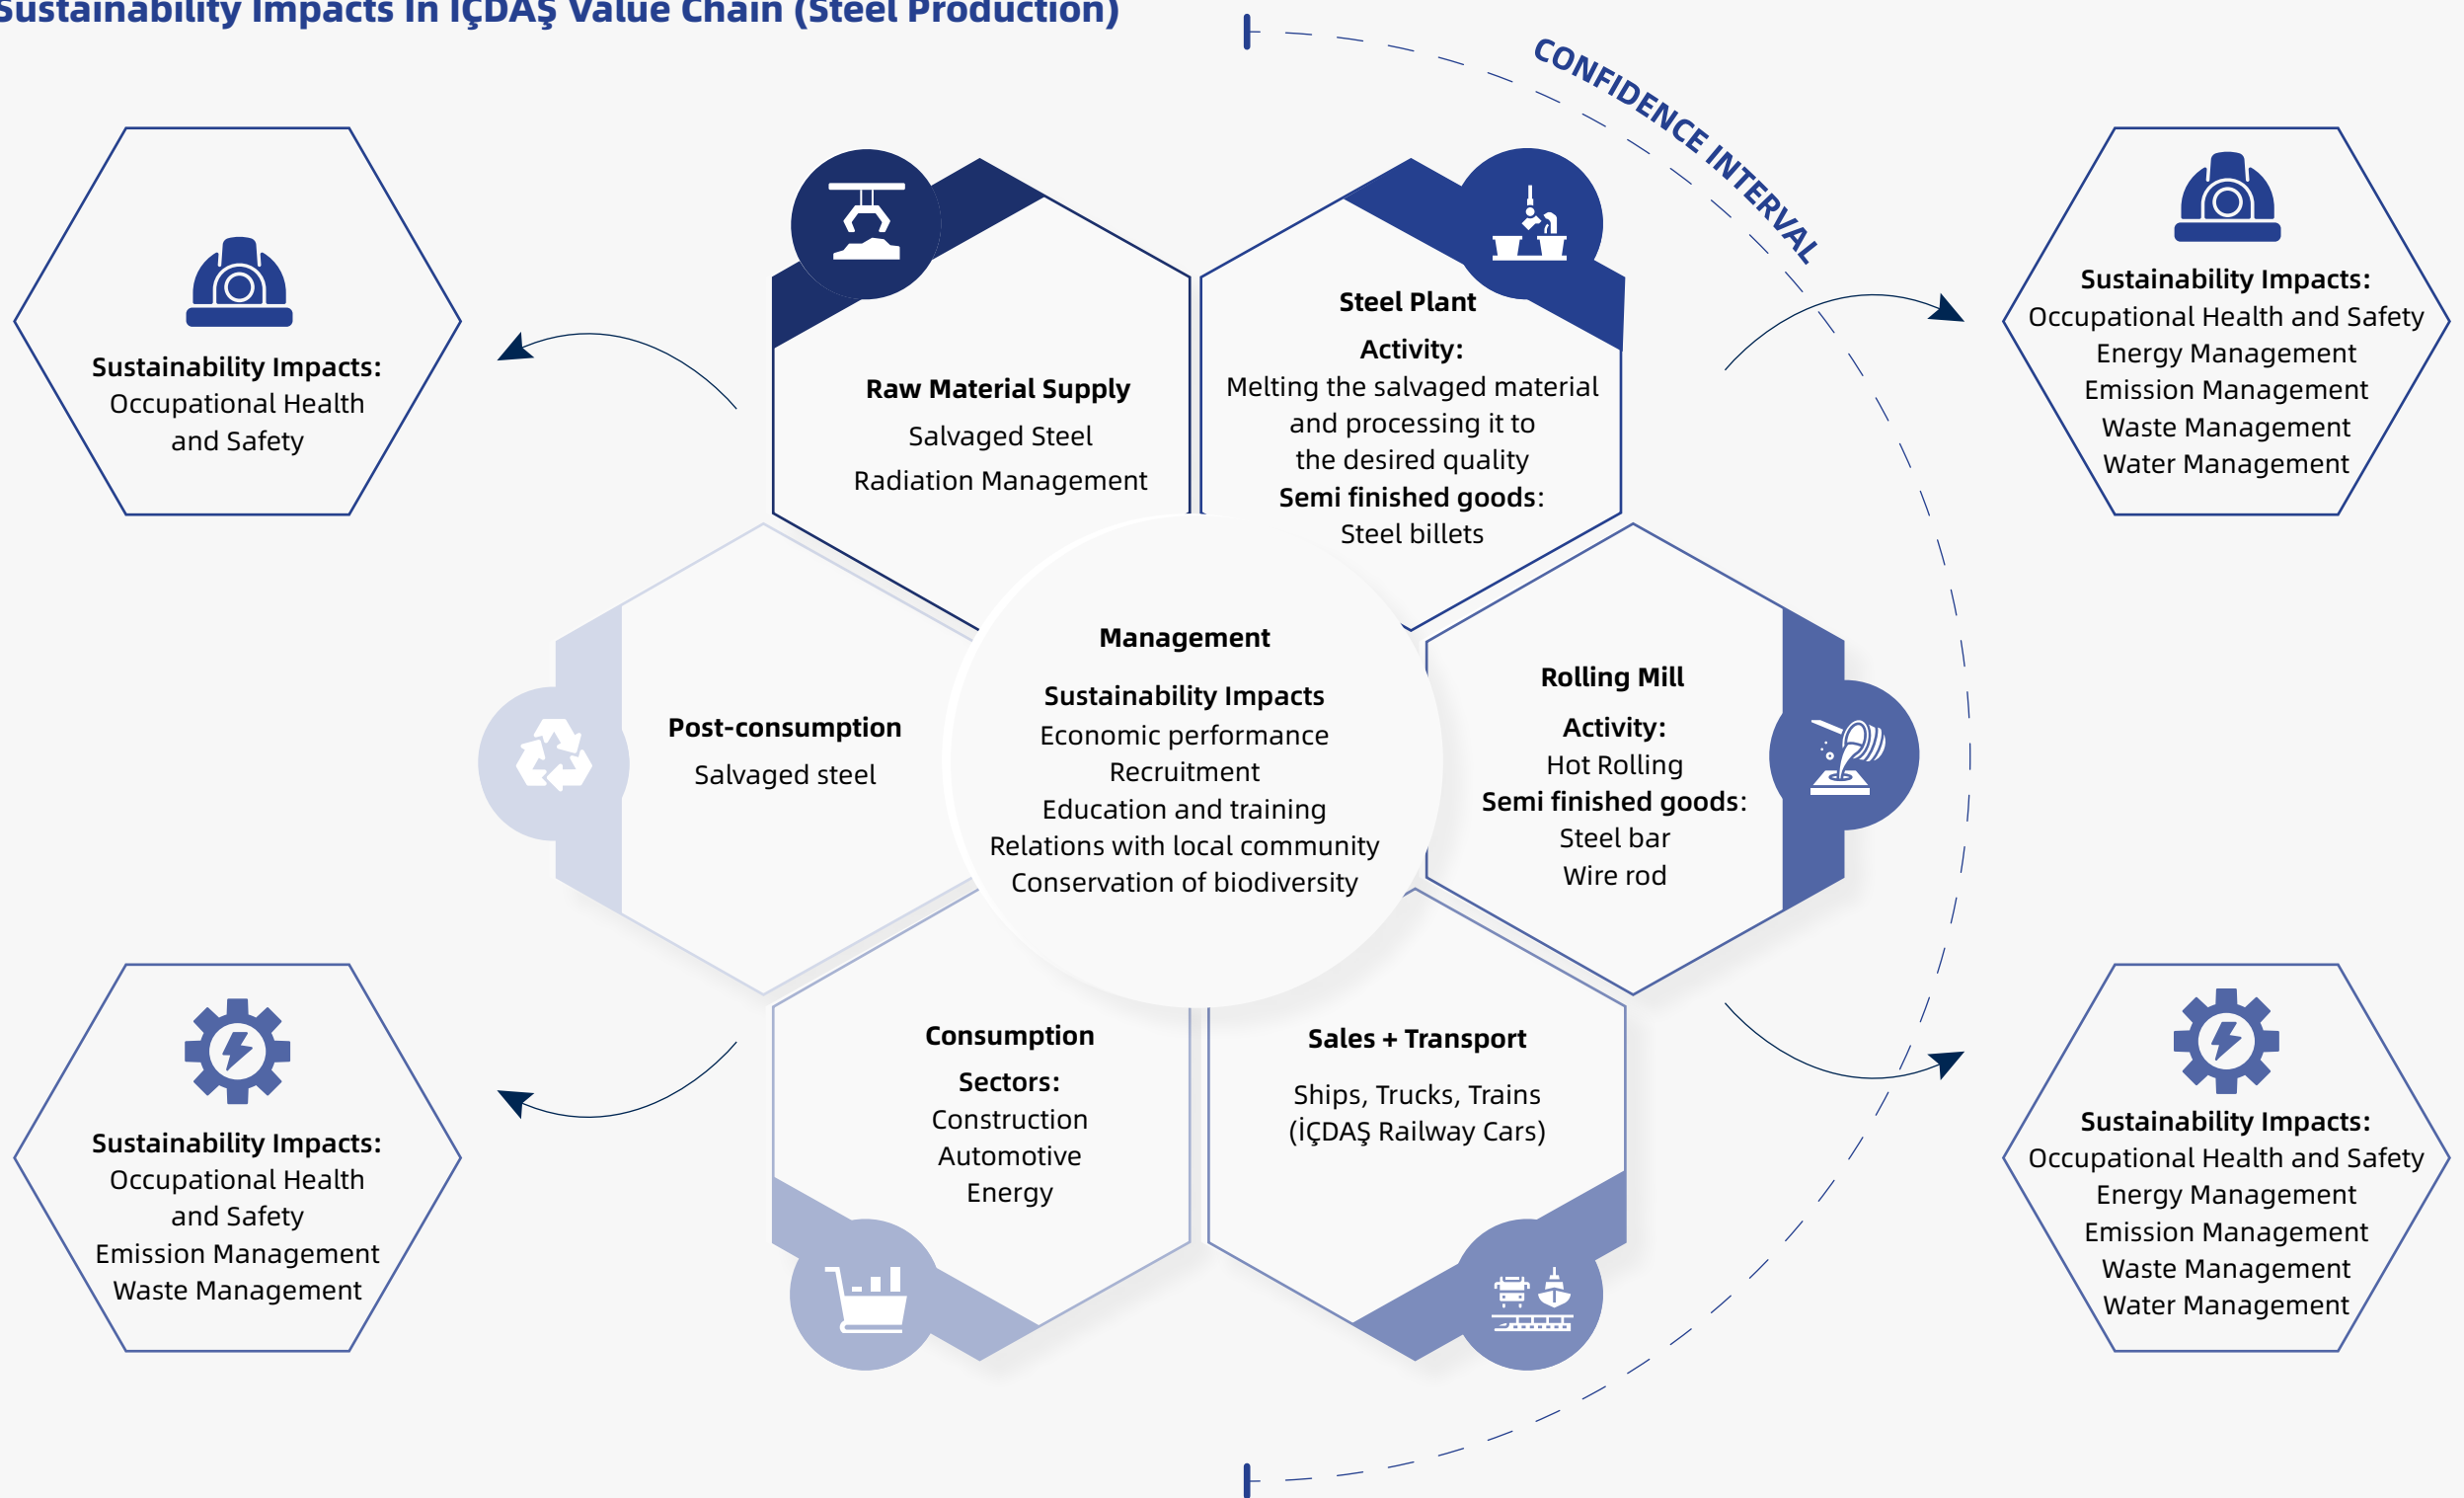 Sustainability Impacts In İÇDAŞ Value Chain (Steel Production)
CONFIDENCE INTERVAL
Sustainability Impacts:
Occupational Health
and Safety
Raw Material Supply
Salvaged Steel
Radiation Management
Steel Plant
Activity:
Melting the salvaged material
and processing it to
the desired quality
Semi finished goods:
Steel billets
Sustainability Impacts:
Occupational Health and Safety
Energy Management
Emission Management
Waste Management
Water Management
Post-consumption
Salvaged steel
Management
Sustainability Impacts
Economic performance
Recruitment
Education and training
Relations with local community
Conservation of biodiversity
Rolling Mill
Activity:
Hot Rolling
Semi finished goods:
Steel bar
Wire rod
Sustainability Impacts:
Occupational Health
and Safety
Emission Management
Waste Management
Consumption
Sectors:
Construction
Automotive
Energy
Sales + Transport
Ships, Trucks, Trains
(İÇDAŞ Railway Cars)
Sustainability Impacts:
Occupational Health and Safety
Energy Management
Emission Management
Waste Management
Water Management